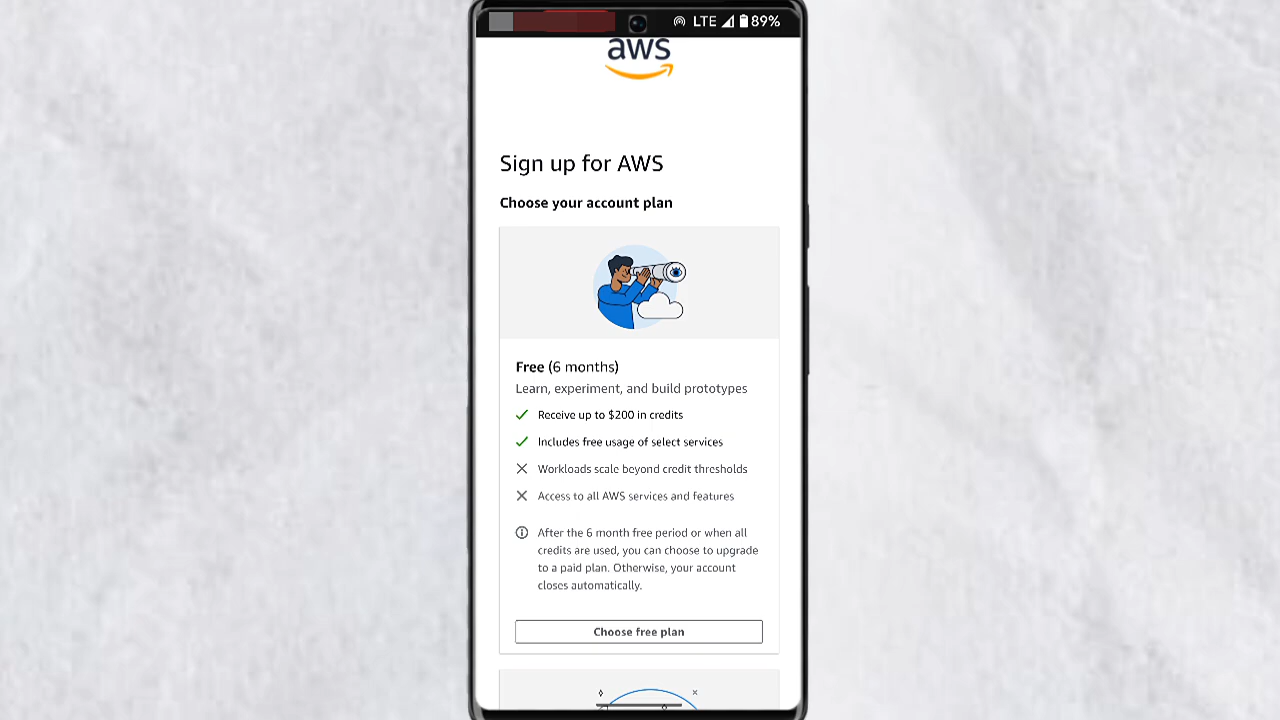 LTE 89%
aws
Sign up for AWS
Choose your account plan
Free (6 months)
Learn, experiment, and build prototypes
Receive up to $200 in credits
Includes free usage of select services
Workloads scale beyond credit thresholds
Access to all AWS services and features
After the 6 month free period or when all
credits are used, you can choose to upgrade
to a paid plan. Otherwise, your account
closes automatically.
Choose free plan